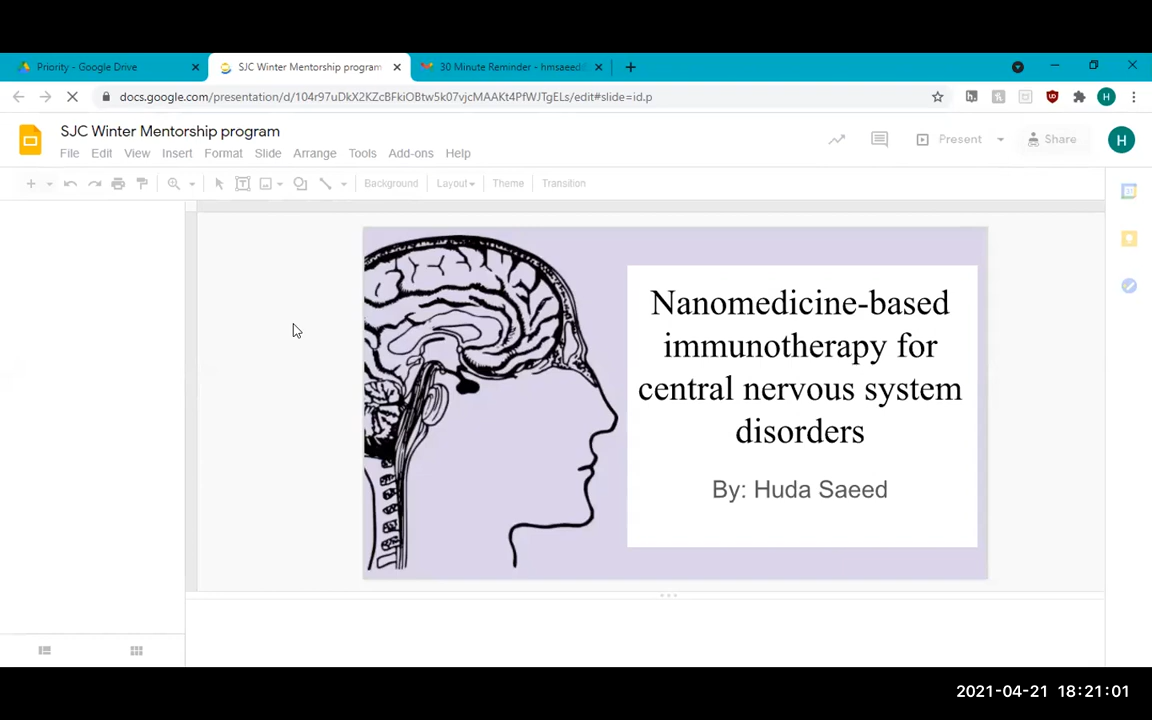 Priority - Google Drive
SJC Winter Mentorship program
30 Minute Reminder - hmsaeed
docs.google.com/presentation/d/104r97uDkX2KZcBFkiOBtw5k07vjcMAAKt4PfWJTgELs/edit#slide=id.p
SJC Winter Mentorship program
File Edit View Insert Format Slide Arrange Tools Add-ons Help
Present
Share
H
H
Background Layout Theme Transition
Nanomedicine-based
immunotherapy for
central nervous system
disorders
By: Huda Saeed
2021-04-21 18:21:01